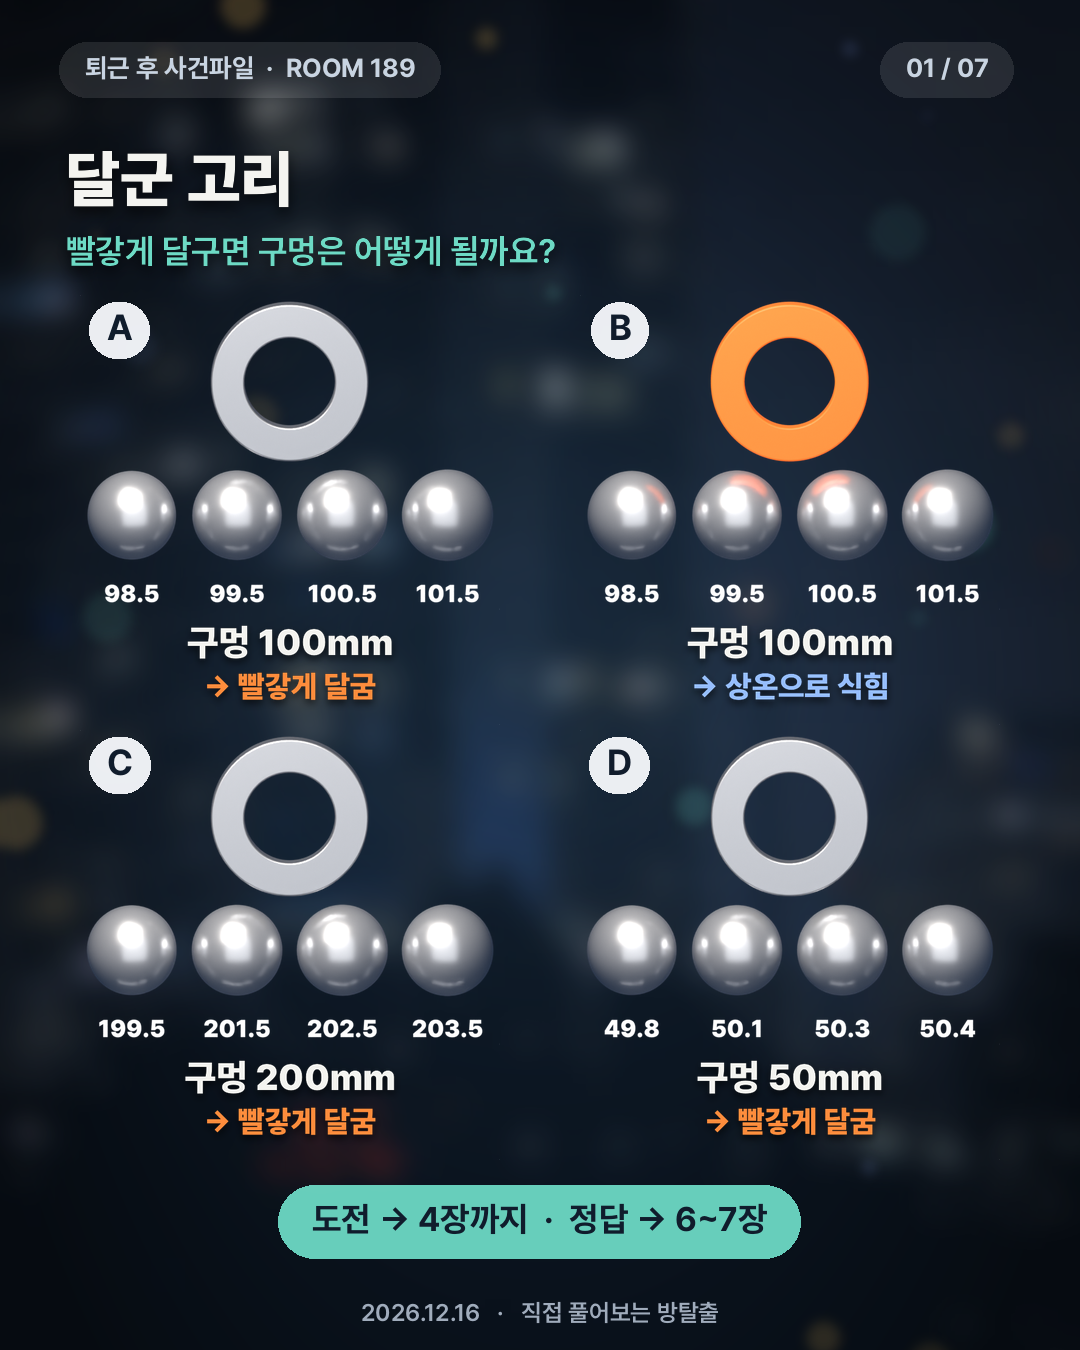 퇴근 후 사건파일 · ROOM 189
01 / 07
달군 고리
빨갛게 달구면 구멍은 어떻게 될까요?
A
98.5 99.5 100.5 101.5
구멍 100mm
→ 빨갛게 달굼
B
98.5 99.5 100.5 101.5
구멍 100mm
→ 상온으로 식힘
C
199.5 201.5 202.5 203.5
구멍 200mm
→ 빨갛게 달굼
D
49.8 50.1 50.3 50.4
구멍 50mm
→ 빨갛게 달굼
도전 → 4장까지 · 정답 → 6~7장
2026.12.16 · 직접 풀어보는 방탈출